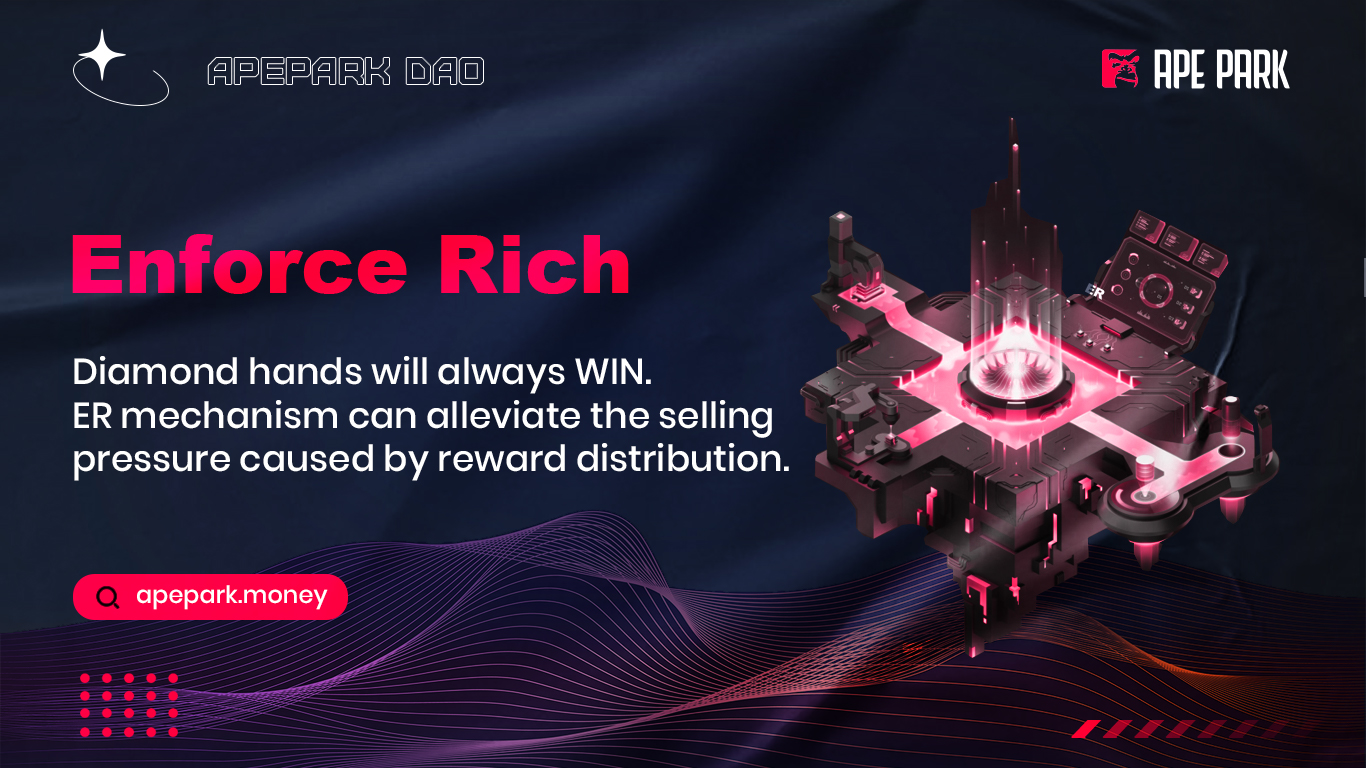 APEPARK DAO
APE PARK
Enforce Rich
Diamond hands will always WIN.
ER mechanism can alleviate the selling
pressure caused by reward distribution.
ER
apepark.money